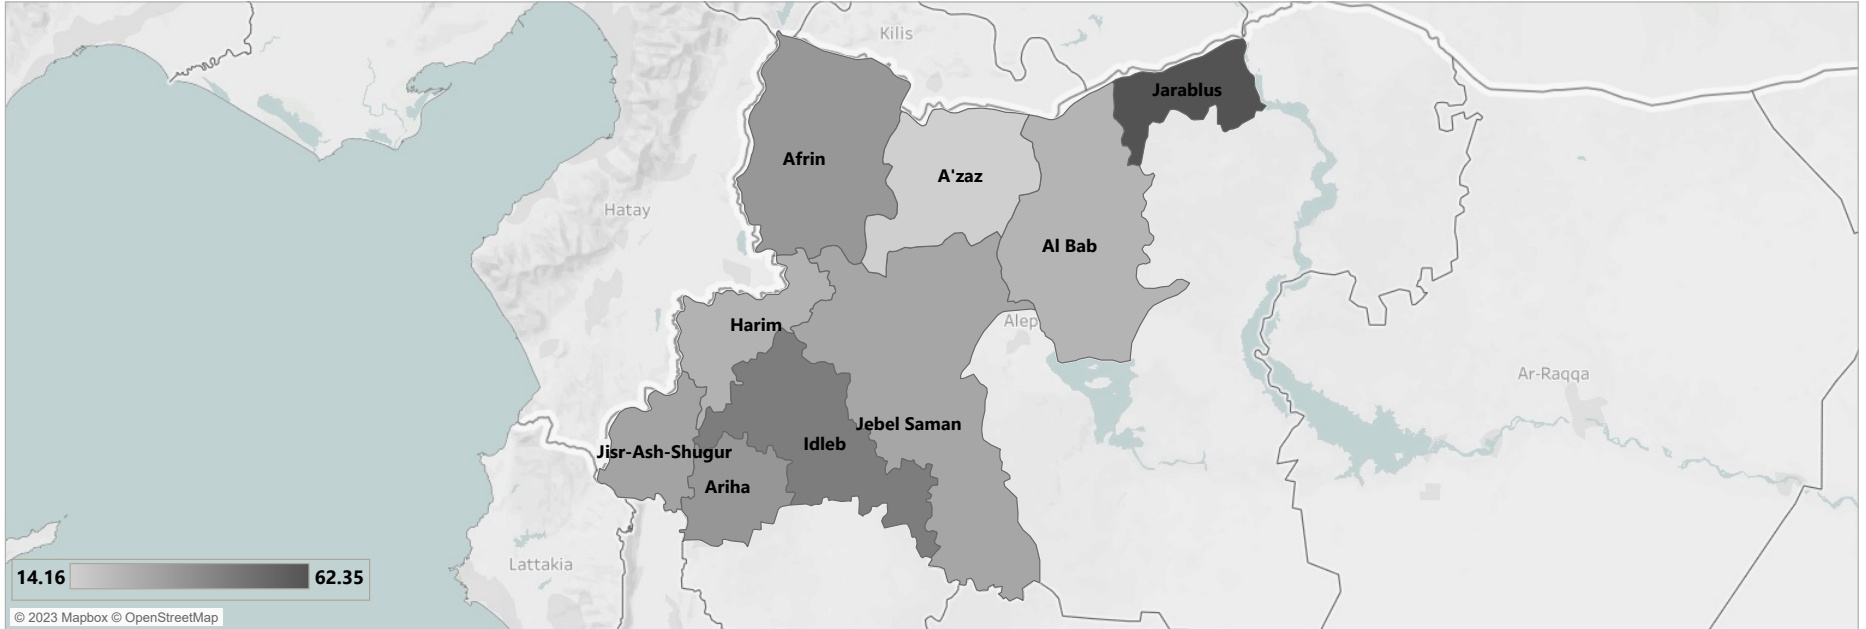 Kilis
Jarablus
Afrin
A'zaz
Hatay
Al Bab
Harim
Alep
Ar-Raqqa
Jebel Saman
Idleb
Jisr-Ash-Shugur
Ariha
Lattakia
14.16
62.35
© 2023 Mapbox © OpenStreetMap